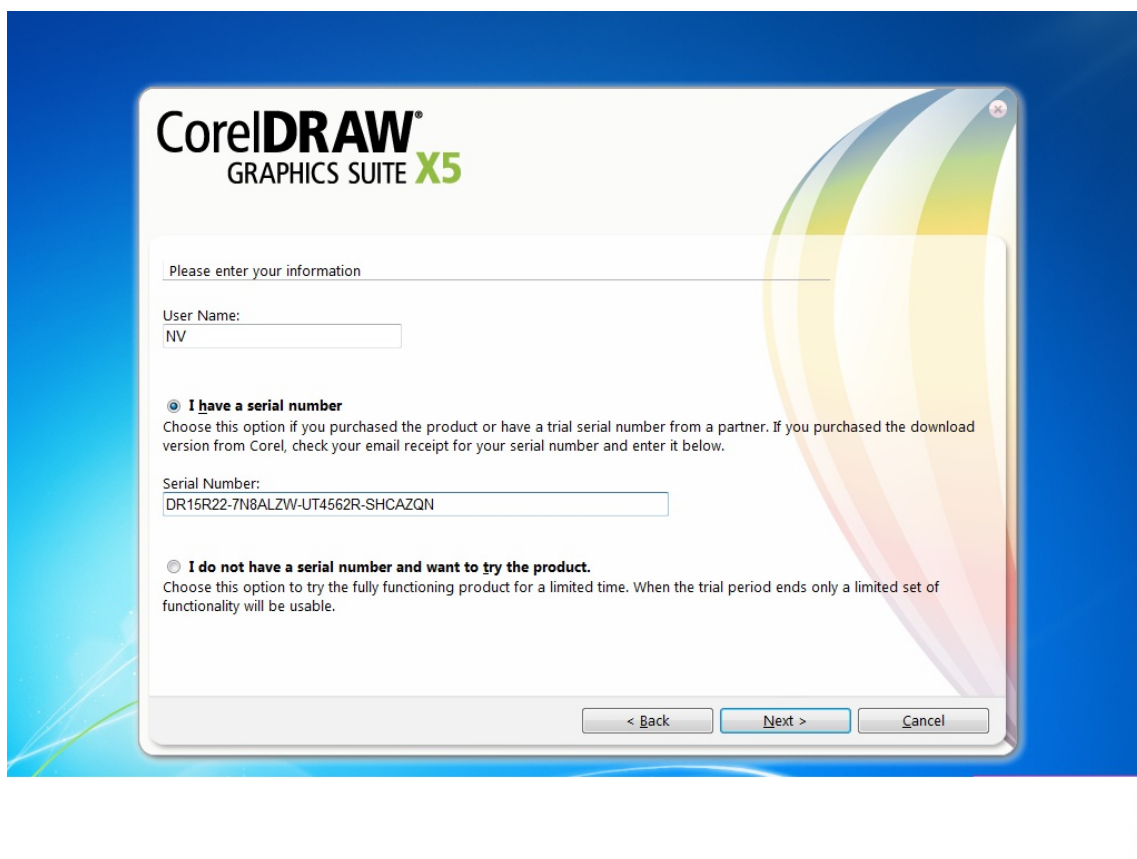 CorelDRAW®
GRAPHICS SUITE X5
Please enter your information
User Name:
NV
I have a serial number
Choose this option if you purchased the product or have a trial serial number from a partner. If you purchased the download
version from Corel, check your email receipt for your serial number and enter it below.
Serial Number:
DR15R22-7N8ALZW-UT4562R-SHCAZQN
I do not have a serial number and want to try the product.
Choose this option to try the fully functioning product for a limited time. When the trial period ends only a limited set of
functionality will be usable.
< Back Next > Cancel